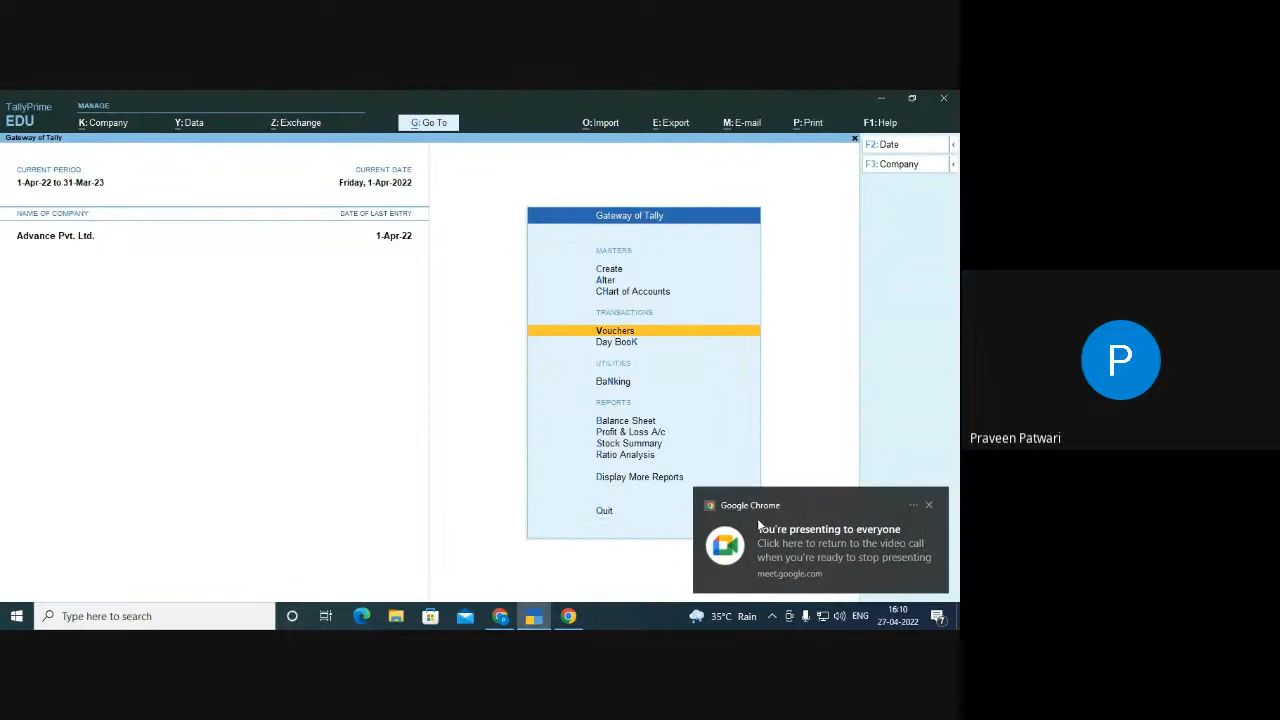 TallyPrime
EDU
MANAGE
K: Company
Y: Data
Z: Exchange
G: Go To
O: Import
E: Export
M: E-mail
P: Print
F1: Help
Gateway of Tally
F2: Date
F3: Company
CURRENT PERIOD
CURRENT DATE
1-Apr-22 to 31-Mar-23
Friday, 1-Apr-2022
NAME OF COMPANY
DATE OF LAST ENTRY
Advance Pvt. Ltd.
1-Apr-22
Gateway of Tally
MASTERS
Create
Alter
CHart of Accounts
TRANSACTIONS
Vouchers
Day BooK
UTILITIES
BaNking
REPORTS
Balance Sheet
Profit & Loss A/c
Stock Summary
Ratio Analysis
Display More Reports
Quit
Google Chrome
You're presenting to everyone
Click here to return to the video call
when you're ready to stop presenting
meet.google.com
Type here to search
35°C Rain
ENG
16:10
27-04-2022
7
P
Praveen Patwari